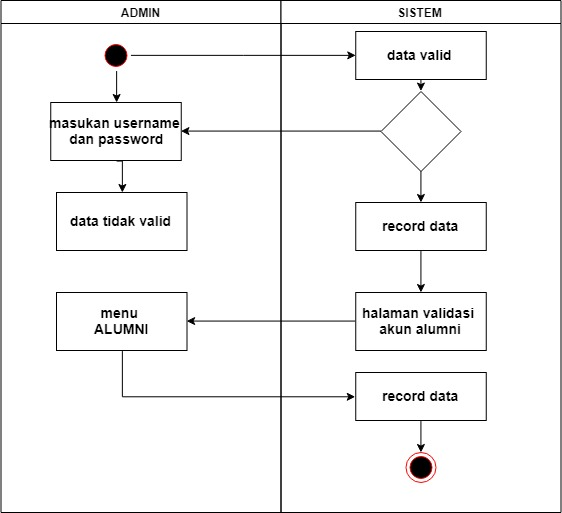 ADMIN
SISTEM
data valid
masukan username
dan password
data tidak valid
record data
menu
ALUMNI
halaman validasi
akun alumni
record data